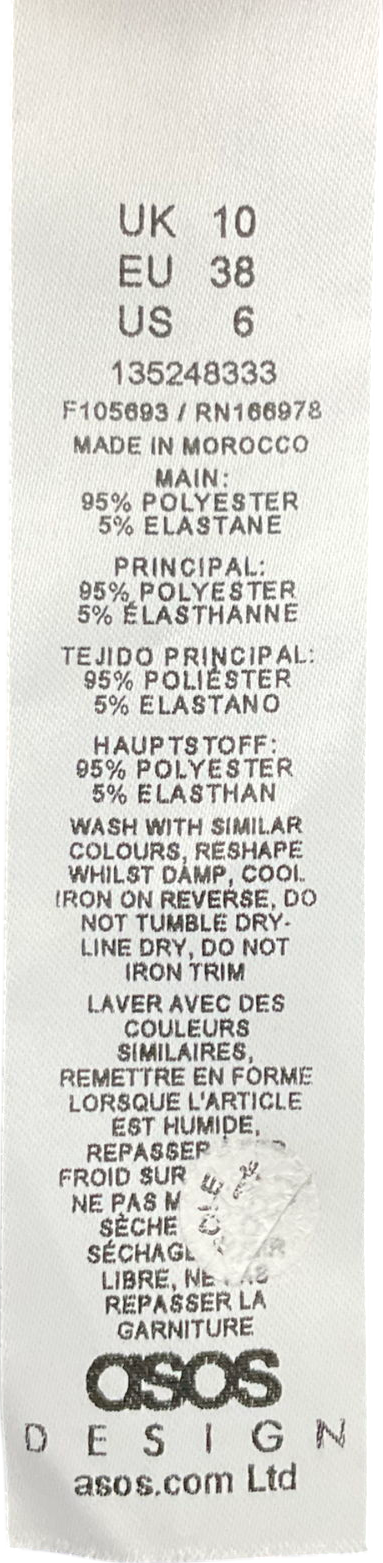 UK 10
EU 38
US 6
135248333
F105693 / RN166978
MADE IN MOROCCO
MAIN:
95% POLYESTER
5% ELASTANE
PRINCIPAL:
95% POLYESTER
5% ÉLASTHANNE
TEJIDO PRINCIPAL:
95% POLIÉSTER
5% ELASTANO
HAUPTSTOFF:
95% POLYESTER
5% ELASTHAN
WASH WITH SIMILAR
COLOURS, RESHAPE
WHILST DAMP, COOL
IRON ON REVERSE, DO
NOT TUMBLE DRY-
LINE DRY, DO NOT
IRON TRIM
LAVER AVEC DES
COULEURS
SIMILAIRES,
REMETTRE EN FORME
LORSQUE L'ARTICLE
EST HUMIDE,
REPASSER
FROID SUR
NE PAS
SÈCHE
LIBRE, NE
REPASSER LA
GARNITURE
asos
DESIGN
asos.com Ltd